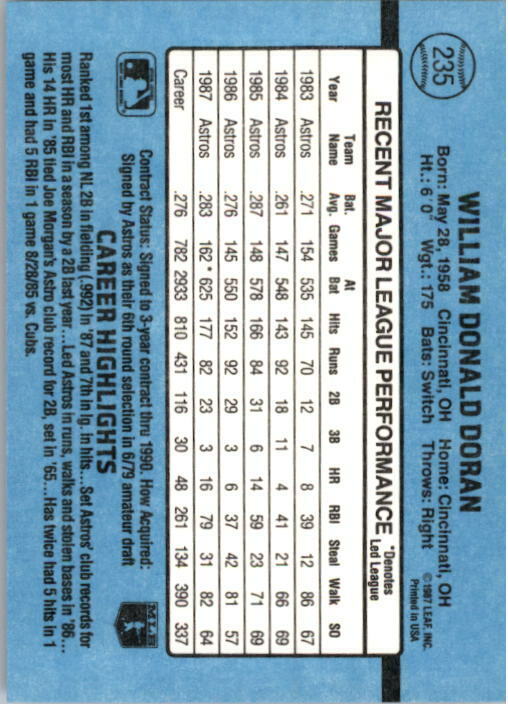 235
WILLIAM DONALD DORAN
Born: May 28, 1958 Cincinnati, OH Home: Cincinnati, OH
Ht.: 6'0" Wgt.: 175 Bats: Switch Throws: Right
© 1987 LEAF, INC.
Printed in USA
RECENT MAJOR LEAGUE PERFORMANCE *Denotes Led League
Year Team Name Bat. Avg. Games At Bat Hits Runs 2B 3B HR RBI Steal Walk SO
1983 Astros .271 154 535 145 70 12 7 8 39 12 86 67
1984 Astros .261 147 548 143 92 18 11 4 41 21 66 69
1985 Astros .287 148 578 166 84 31 6 14 59 23 71 69
1986 Astros .276 145 550 152 92 29 3 6 37 42 81 57
1987 Astros .283 162* 625 177 82 23 3 16 79 31 82 64
Career .276 782 2933 810 431 116 30 48 261 134 390 337
Contract Status: Signed to 3-year contract thru 1990. How Acquired:
Signed by Astros as their 6th round selection in 6/79 amateur draft
MLB
CAREER HIGHLIGHTS
Ranked 1st among NL 2B in fielding (.992) in '87 and 7th in lg. in hits... Set Astros' club records for
most HR and RBI in a season by a 2B last year... Led Astros in runs, walks and stolen bases in '86...
His 14 HR in '85 tied Joe Morgan's Astro club record for 2B, set in '65... Has twice had 5 hits in 1
game and had 5 RBI in 1 game 8/28/85 vs. Cubs.